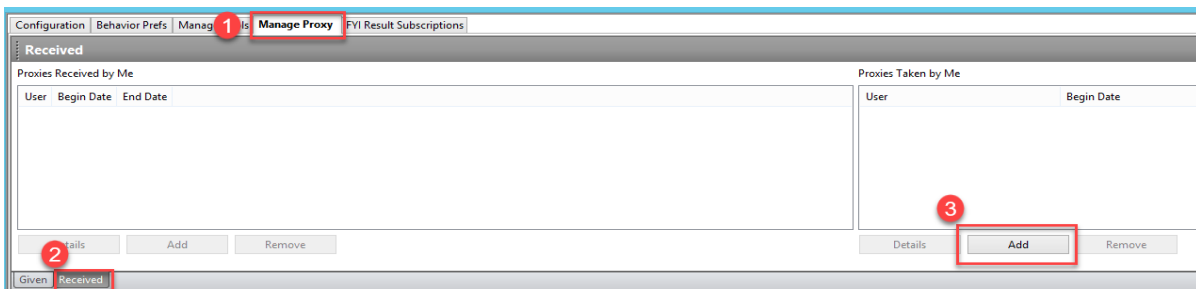 Configuration Behavior Prefs Manag 1 ls Manage Proxy FYI Result Subscriptions
Received
Proxies Received by Me Proxies Taken by Me
User Begin Date End Date User Begin Date
3
2 tails Add Remove Details Add Remove
Given Received